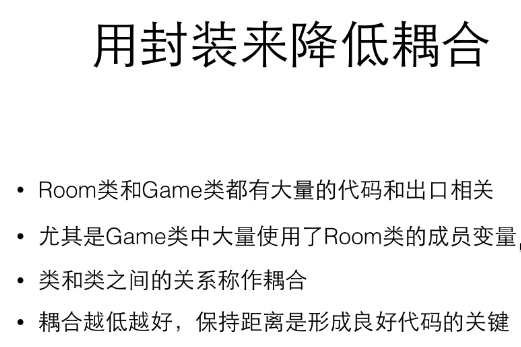 用封装来降低耦合
• Room类和Game类都有大量的代码和出口相关
• 尤其是Game类中大量使用了Room类的成员变量
• 类和类之间的关系称作耦合
• 耦合越低越好，保持距离是形成良好代码的关键